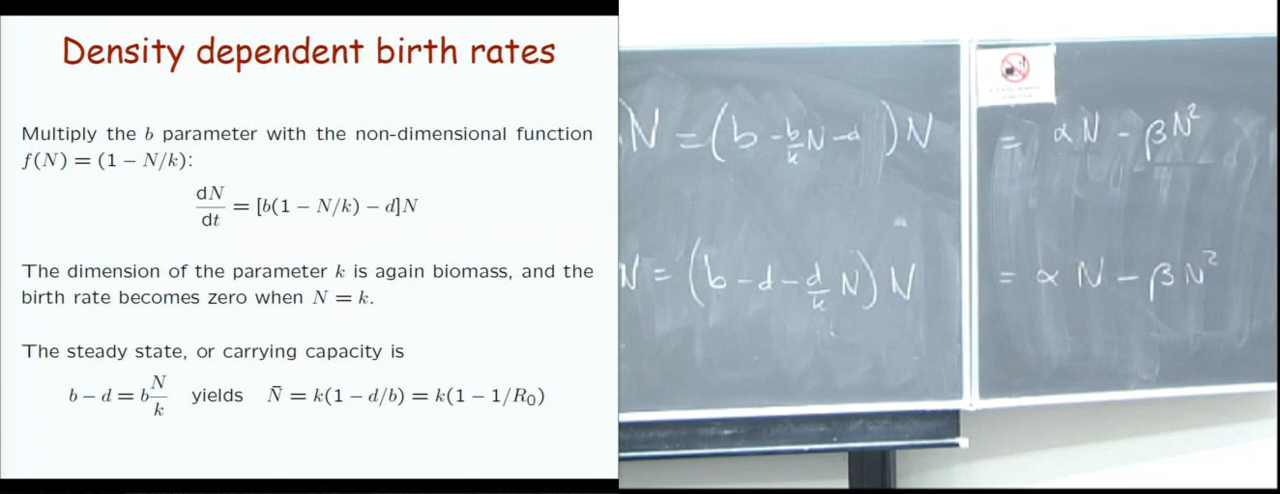 Density dependent birth rates
Multiply the b parameter with the non-dimensional function
f(N) = (1 − N/k):
dN/dt = [b(1 − N/k) − d]N
The dimension of the parameter k is again biomass, and the
birth rate becomes zero when N = k.
The steady state, or carrying capacity is
b − d = b N/k yields N̄ = k(1 − d/b) = k(1 − 1/R₀)
N = (b - b/k N - d) N
= αN - βN²
N = (b - d - d/k N) N
= αN - βN²